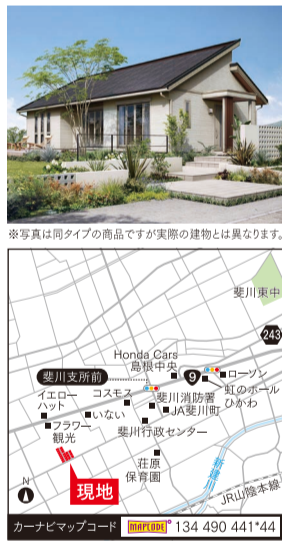 ※写真は同タイプの商品ですが実際の建物とは異なります。
斐川東中
243
Honda Cars
島根中央
9
ローソン
斐川支所前
虹のホール
ひかわ
イエロー
ハット
コスモス
斐川消防署
いない
JA斐川町
フラワー
観光
斐川行政センター
荘原
保育園
新建川
N
現地
JR山陰本線
カーナビマップコード MAPCODE 134 490 441*44